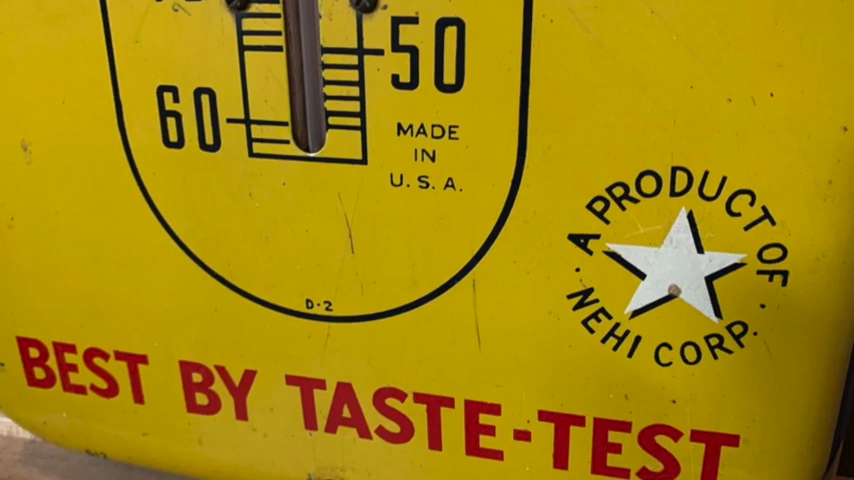 50
60
MADE
IN
U.S.A.
A PRODUCT OF
· NEHI CORP. ·
D-2
BEST BY TASTE-TEST